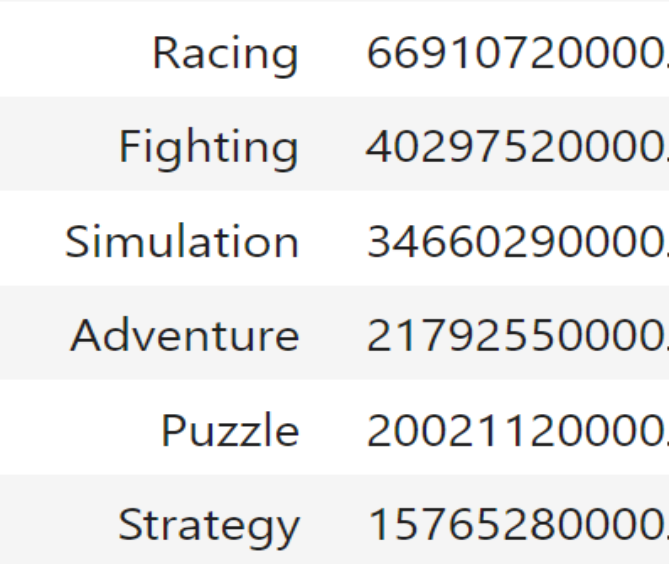 Racing 66910720000.
Fighting 40297520000.
Simulation 34660290000.
Adventure 21792550000.
Puzzle 20021120000.
Strategy 15765280000.